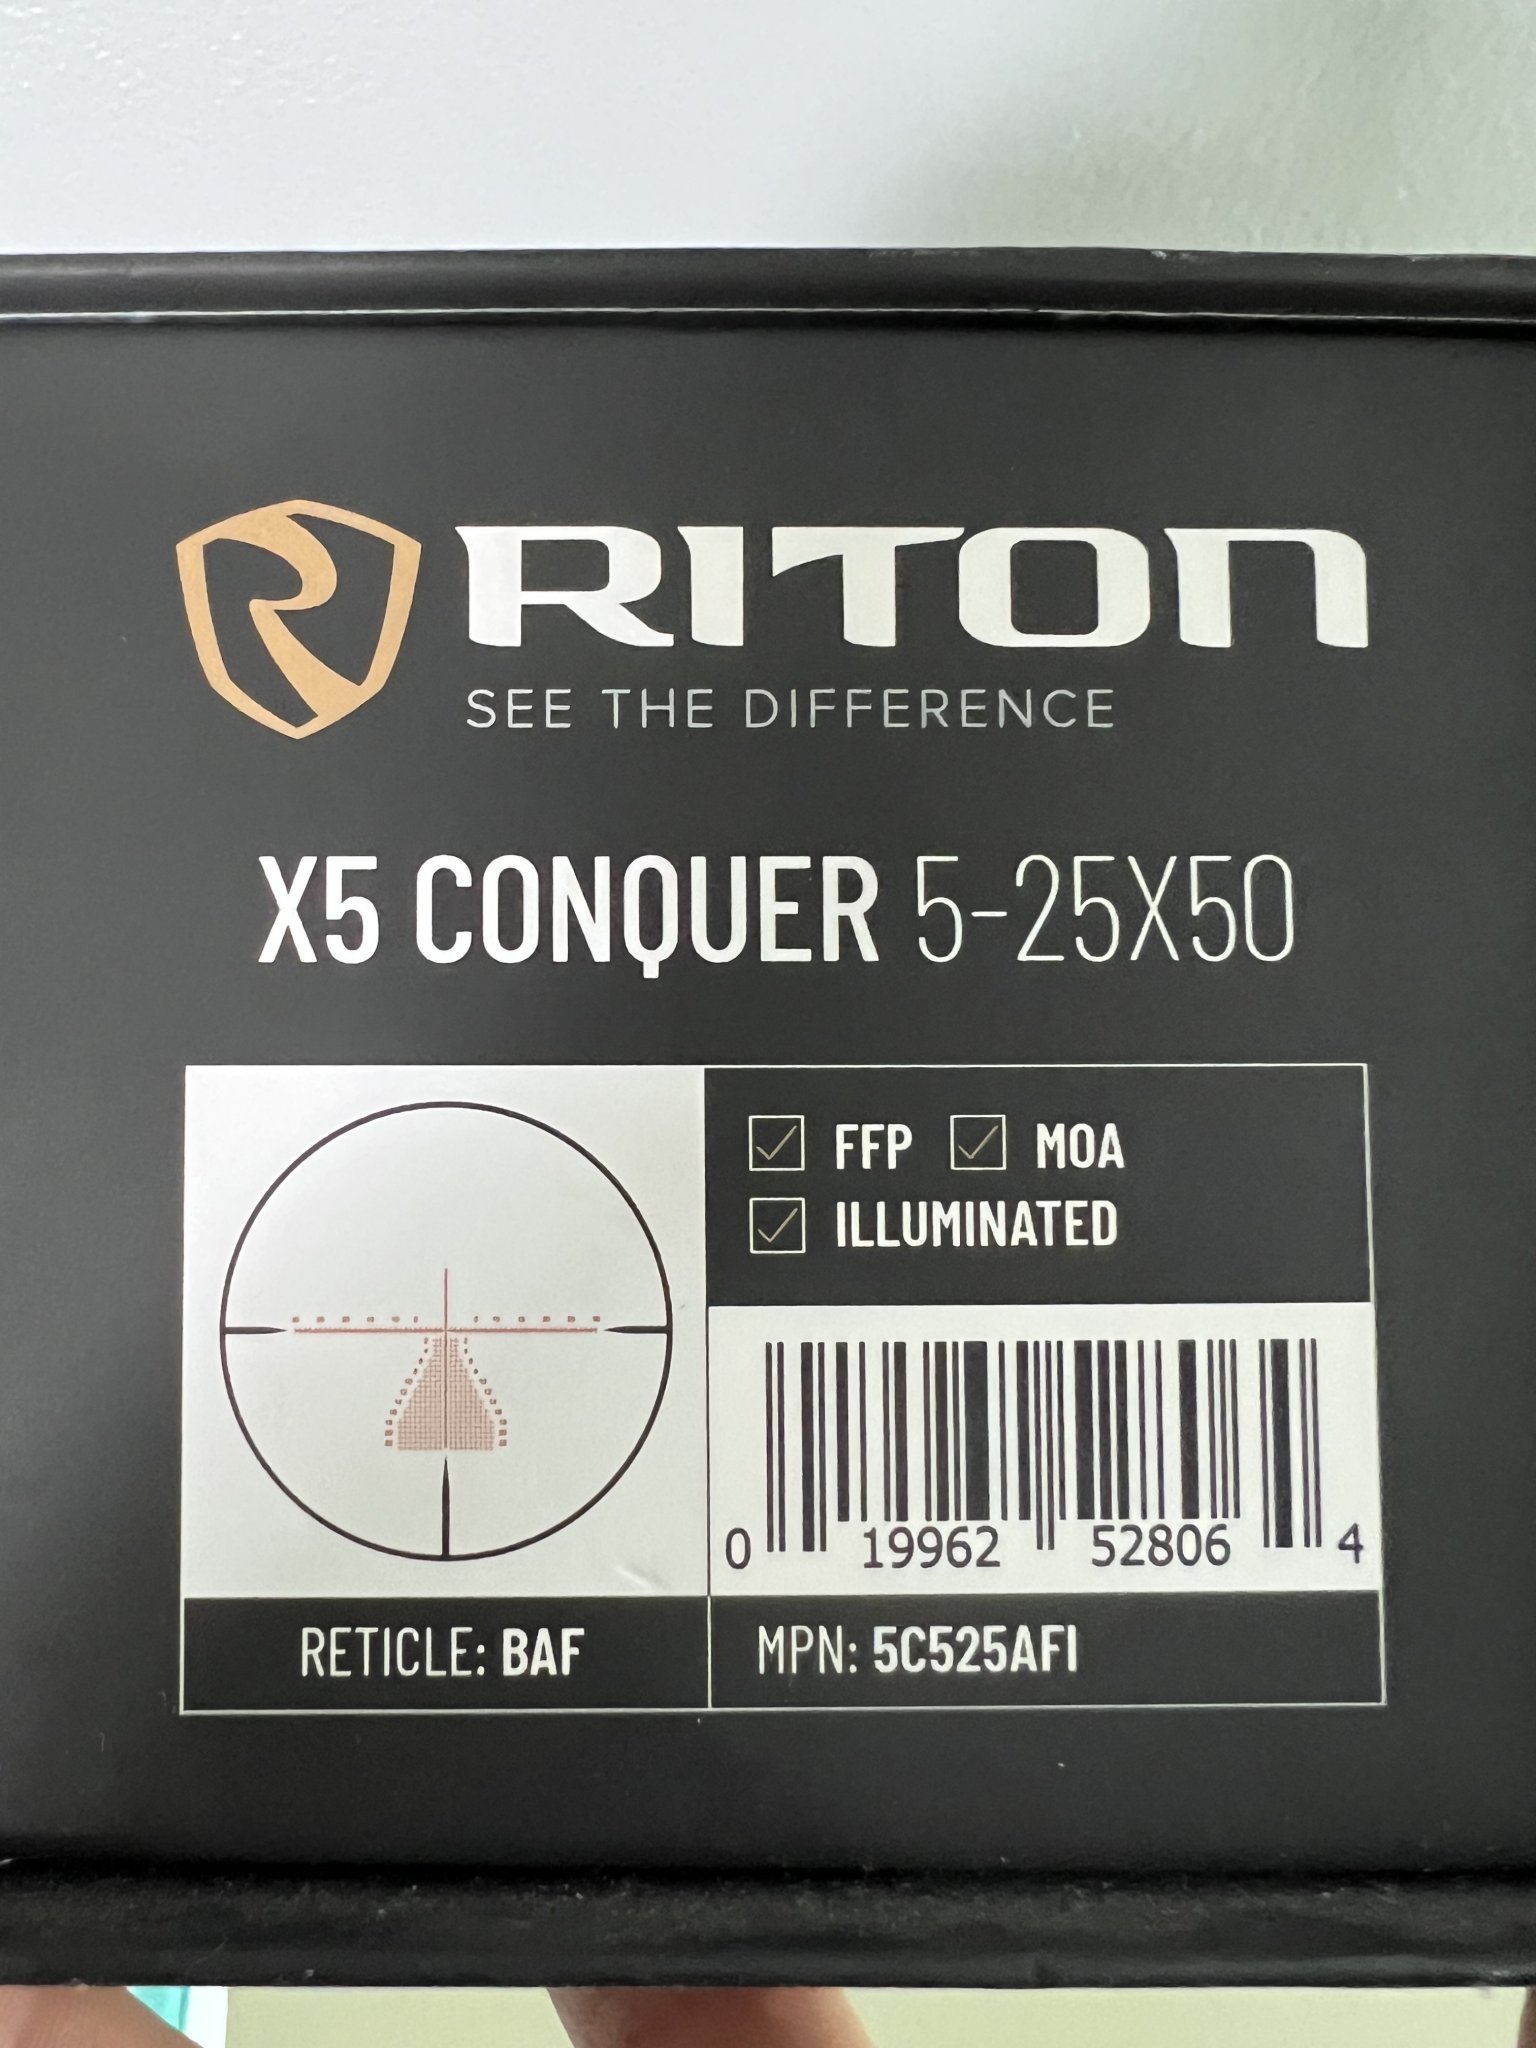 RITON
SEE THE DIFFERENCE
X5 CONQUER 5-25X50
FFP MOA
ILLUMINATED
0 19962 52806 4
RETICLE: BAF
MPN: 5C525AFI